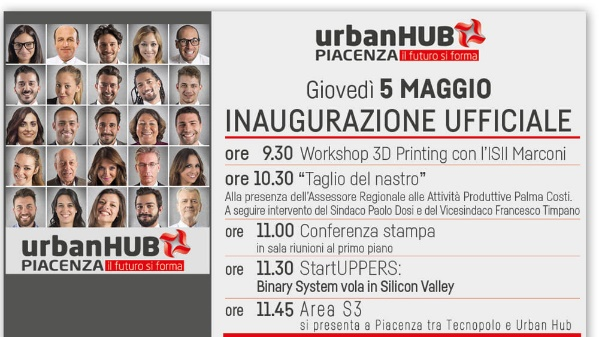 urbanHUB
PIACENZA il futuro si forma
urbanHUB
PIACENZA il futuro si forma
Giovedì 5 MAGGIO
INAUGURAZIONE UFFICIALE
ore 9.30 Workshop 3D Printing con l'ISII Marconi
ore 10.30 “Taglio del nastro”
Alla presenza dell'Assessore Regionale alle Attività Produttive Palma Costi.
A seguire intervento del Sindaco Paolo Dosi e del Vicesindaco Francesco Timpano
ore 11.00 Conferenza stampa
in sala riunioni al primo piano
ore 11.30 StartUPPERS:
Binary System vola in Silicon Valley
ore 11.45 Area S3
si presenta a Piacenza tra Tecnopolo e Urban Hub